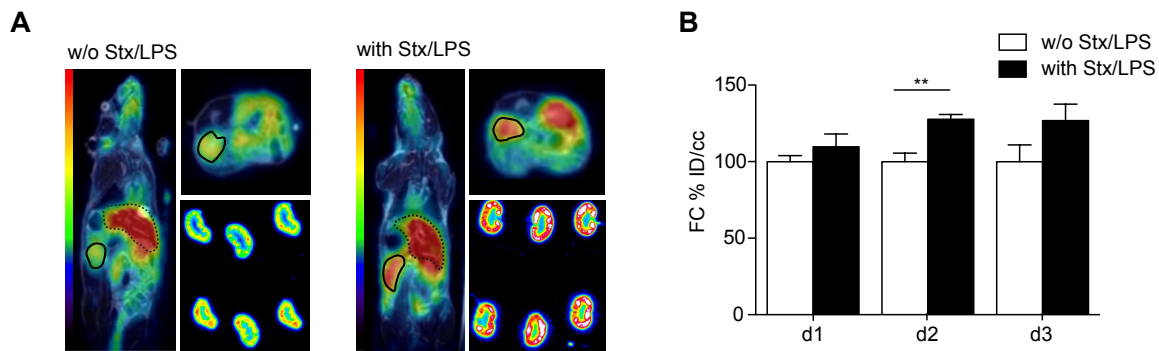 A
w/o Stx/LPS
with Stx/LPS
B
w/o Stx/LPS
with Stx/LPS
**
FC % ID/cc
150
100
50
0
d1
d2
d3